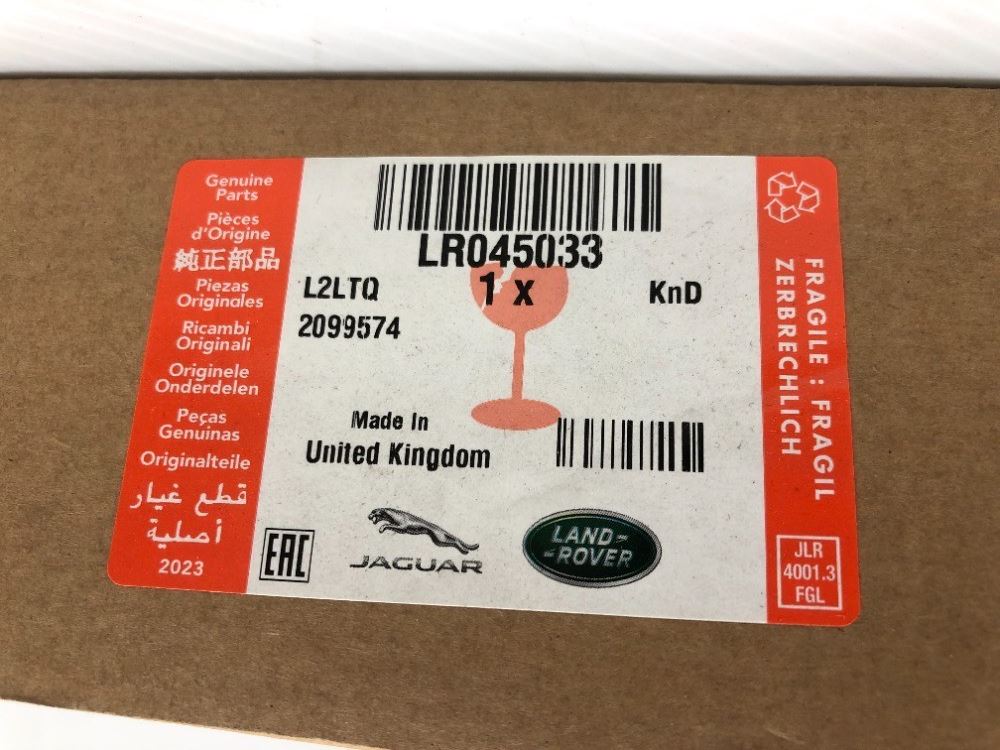 Genuine
Parts
Pièces
d'Origine
純正部品
Piezas
Originales
Ricambi
Originali
Originele
Onderdelen
Peças
Genuinas
Originalteile
قطع غيار
أصلية
2023
LR045033
1 x
L2LTQ
KnD
2099574
Made In
United Kingdom
EAC
JAGUAR
LAND-
-ROVER
FRAGILE : FRAGIL
ZERBRECHLICH
JLR
4001.3
FGL